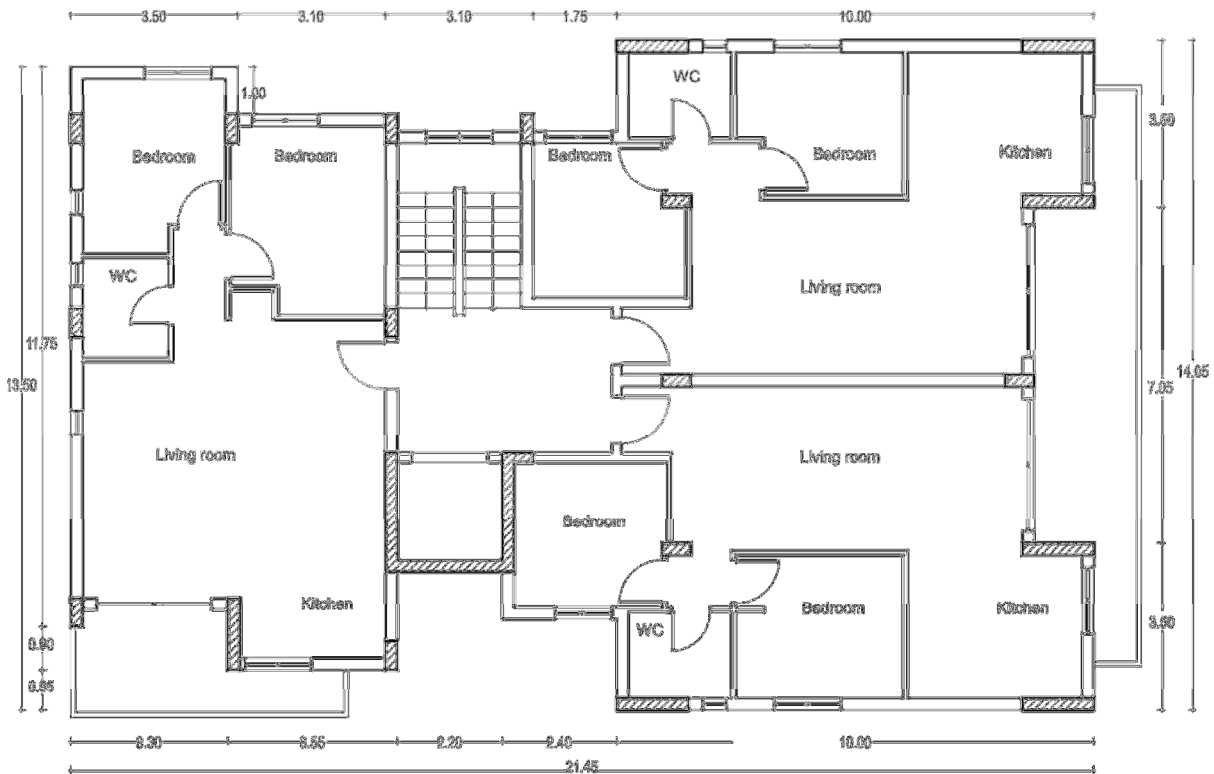 3.50 3.10 3.10 1.75 10.00
WC
1.00
3.50
Bedroom Bedroom Bedroom Bedroom Kitchen
WC
Living room
11.75
13.50
14.05
7.05
Living room Living room
Bedroom
Kitchen Bedroom Kitchen
WC
3.50
0.90
0.85
3.30 3.55 2.20 2.40 10.00
21.45